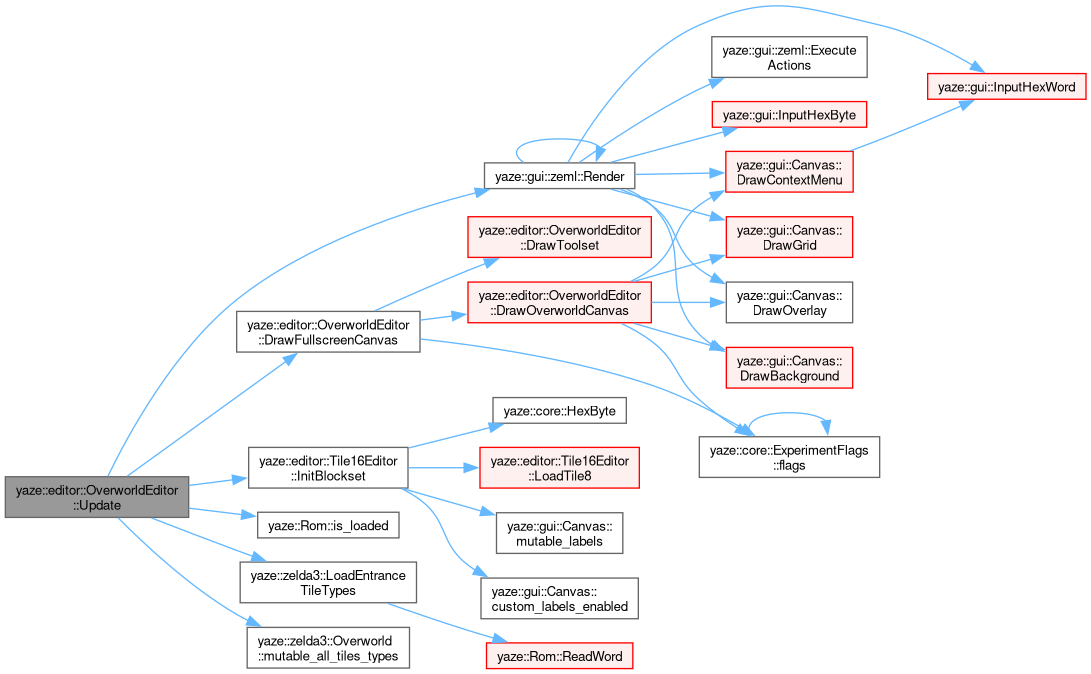 yaze::gui::zeml::Execute
Actions
yaze::gui::InputHexWord
yaze::gui::InputHexByte
yaze::gui::zeml::Render
yaze::gui::Canvas::
DrawContextMenu
yaze::editor::OverworldEditor
::DrawToolset
yaze::gui::Canvas::
DrawGrid
yaze::editor::OverworldEditor
::DrawOverworldCanvas
yaze::gui::Canvas::
DrawOverlay
yaze::editor::OverworldEditor
::DrawFullscreenCanvas
yaze::gui::Canvas::
DrawBackground
yaze::core::HexByte
yaze::core::ExperimentFlags
::flags
yaze::editor::Tile16Editor
::InitBlockset
yaze::editor::Tile16Editor
::LoadTile8
yaze::editor::OverworldEditor
::Update
yaze::Rom::is_loaded
yaze::gui::Canvas::
mutable_labels
yaze::zelda3::LoadEntrance
TileTypes
yaze::gui::Canvas::
custom_labels_enabled
yaze::zelda3::Overworld
::mutable_all_tiles_types
yaze::Rom::ReadWord